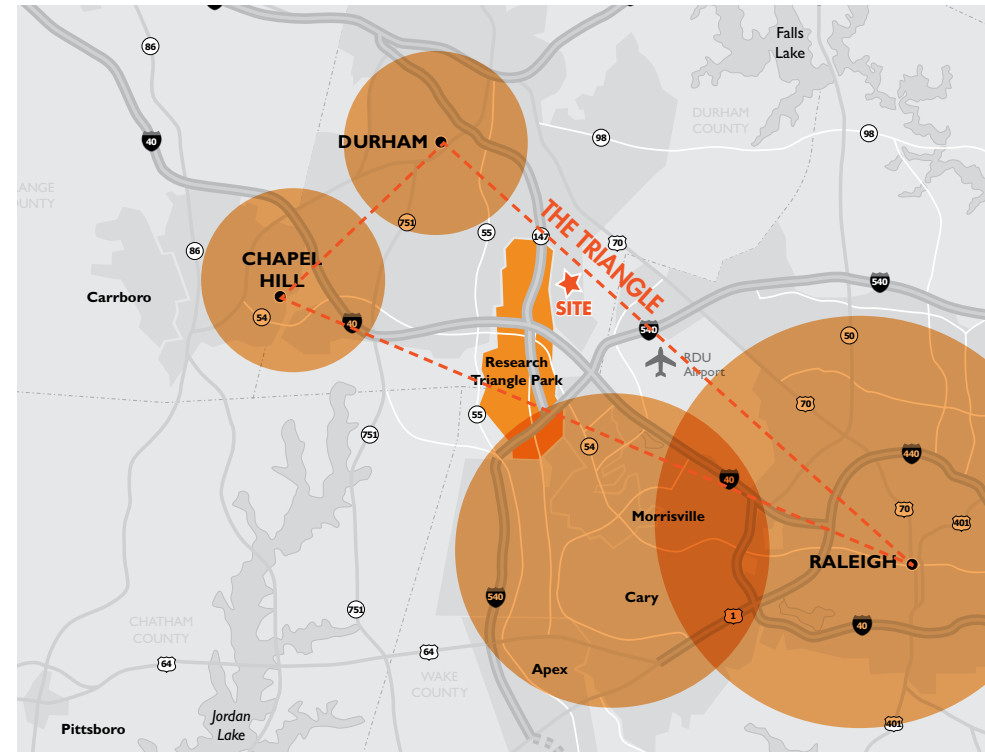 Falls
Lake
86
40
DURHAM
COUNTY
98
98
DURHAM
ANGE
UNTY
751
55
147
70
THE TRIANGLE
86
CHAPEL
HILL
540
Carrboro
SITE
54
40
540
50
RDU
Airport
Research
Triangle Park
70
55
54
751
440
40
70
401
Morrisville
RALEIGH
540
Cary
751
1
40
CHATHAM
COUNTY
64
64
Apex
WAKE
COUNTY
Jordan
Lake
401
Pittsboro